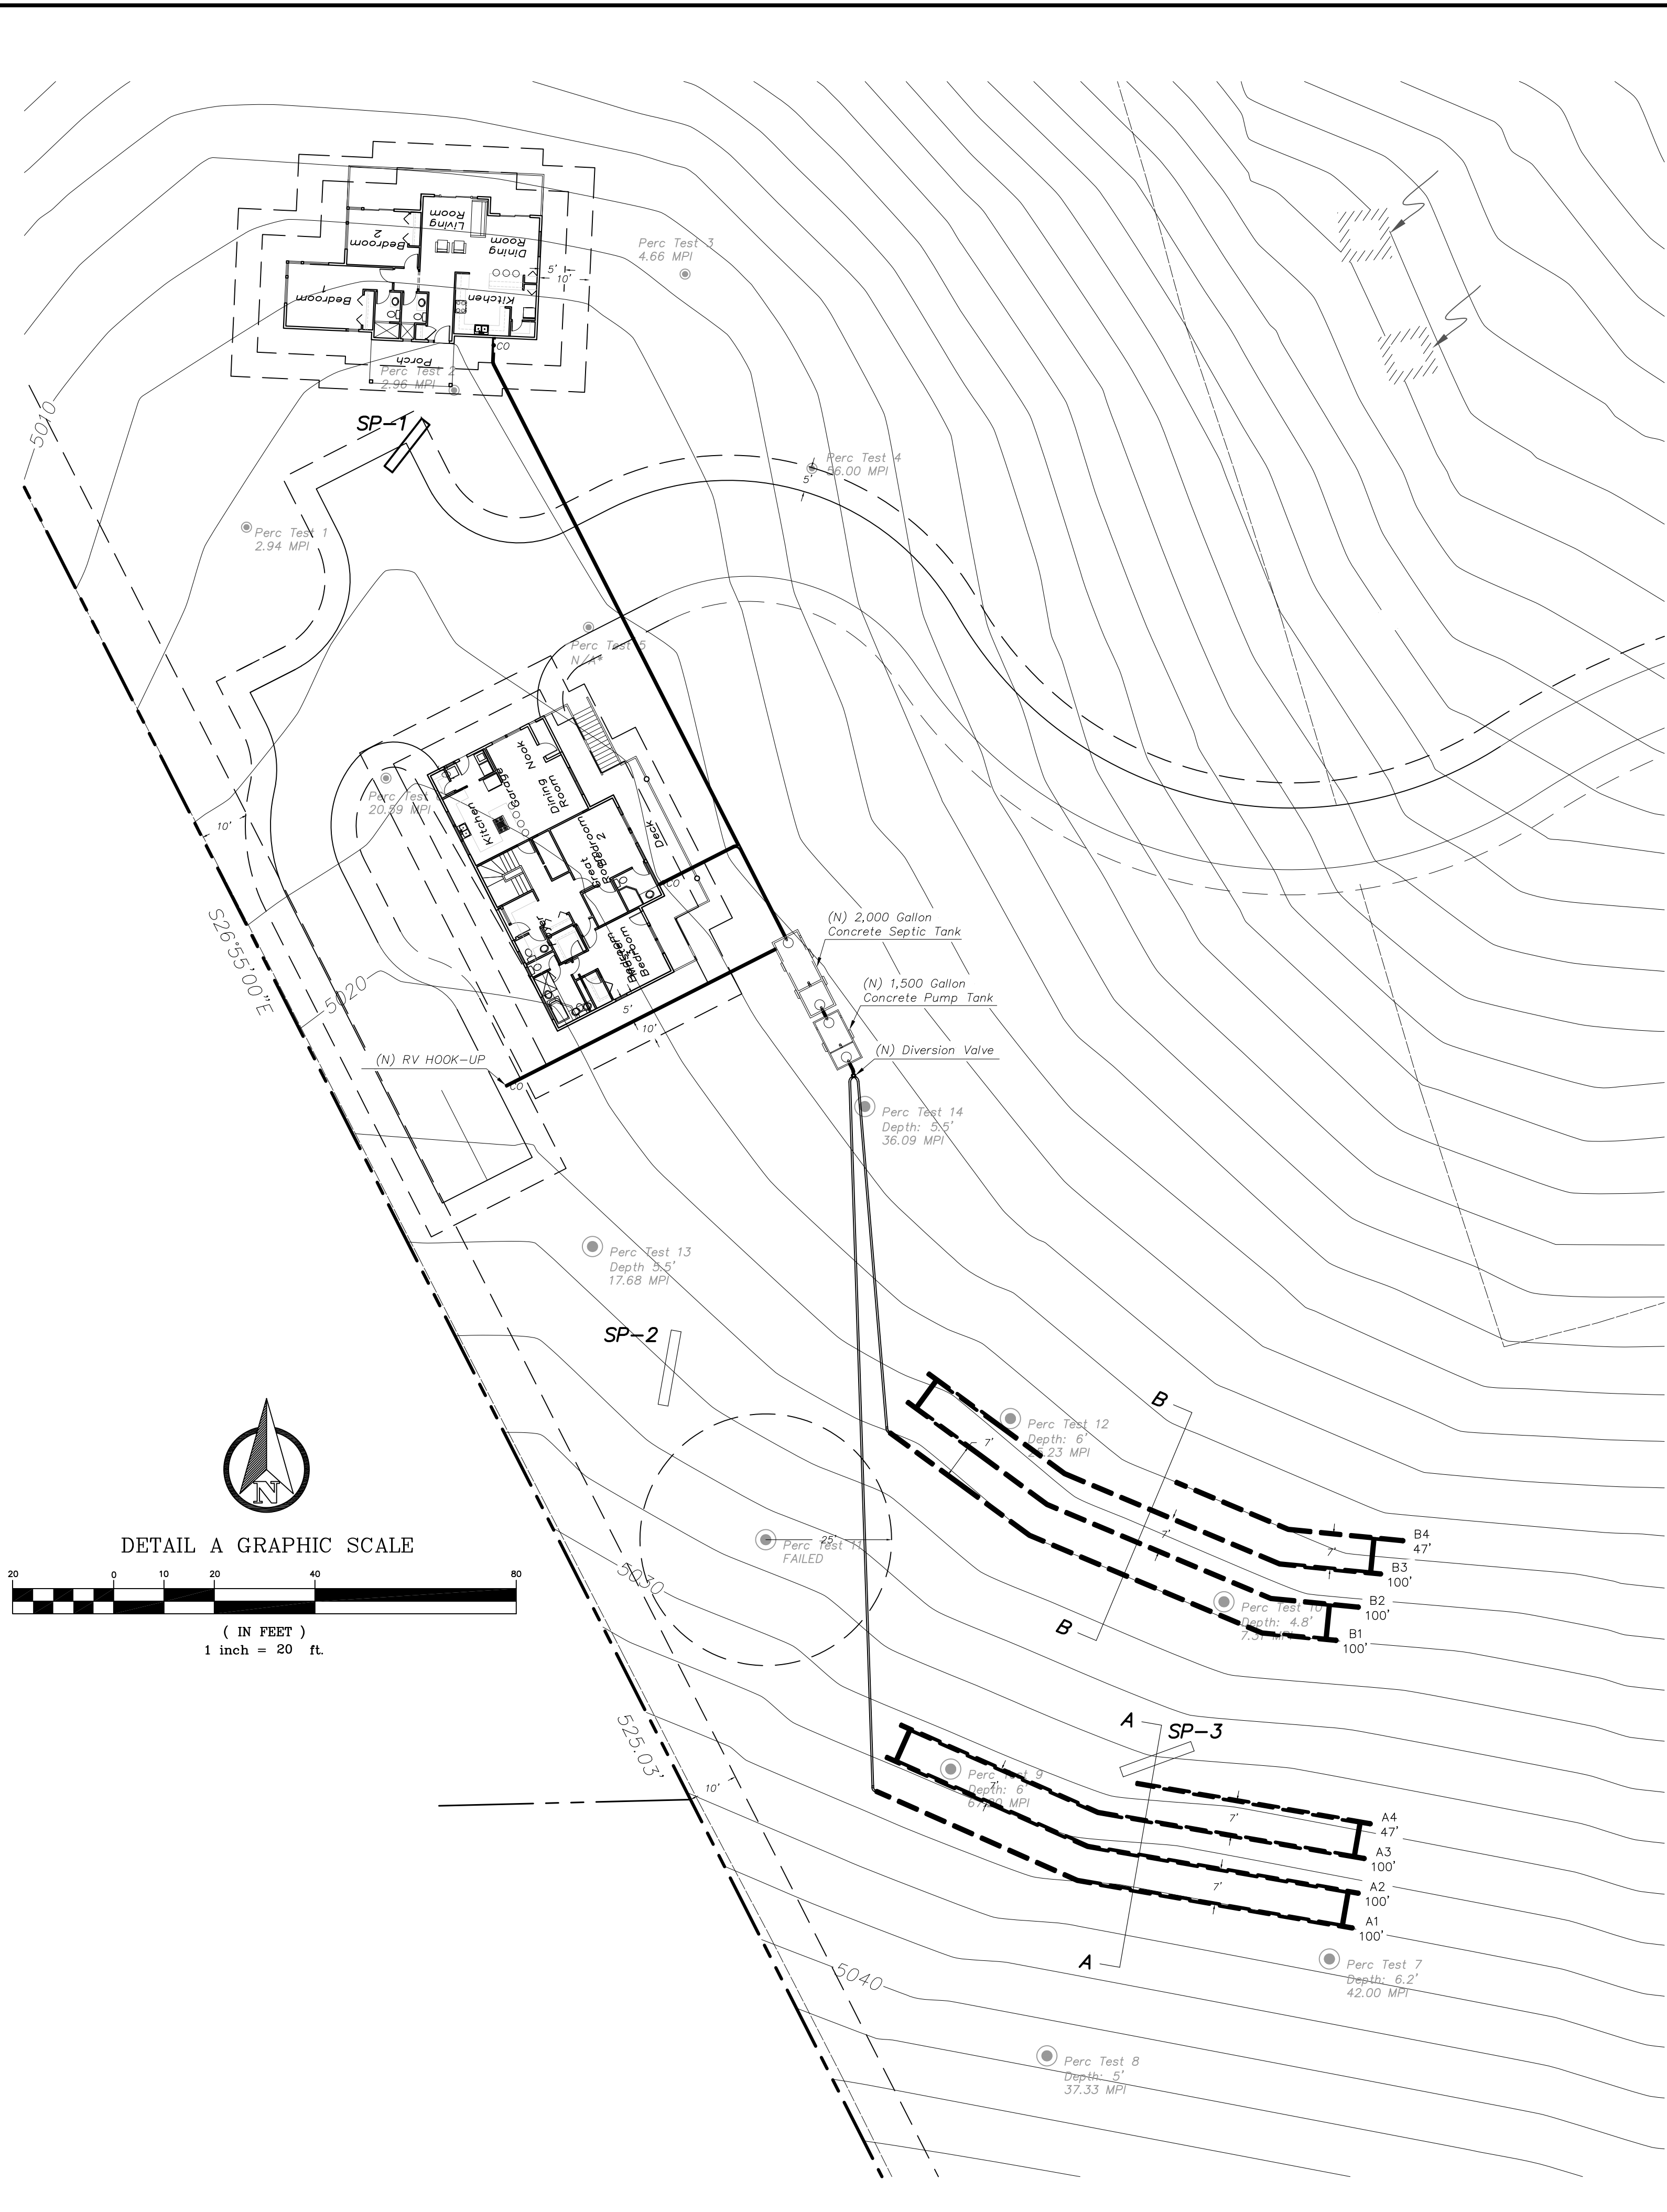 Living
Room
Bedroom
2
Dining
Room
Bedroom
1
Kitchen
5'
10'
Porch
CO
Perc Test 3
4.66 MPI
Perc Test 2
2.96 MPI
SP-1
5010
Perc Test 4
56.00 MPI
5'
Perc Test 1
2.94 MPI
Perc Test 5
N/A*
Perc Test
20.59 MPI
10'
Kitchen
Garage
Nook
Dining
Room
Great
Room
Bedroom
2
Deck
CO
Foyer
Master
Bedroom
5'
10'
S26°55'00"E
5020
(N) 2,000 Gallon
Concrete Septic Tank
(N) 1,500 Gallon
Concrete Pump Tank
(N) Diversion Valve
(N) RV HOOK-UP
CO
Perc Test 14
Depth: 5.5'
36.09 MPI
Perc Test 13
Depth 5.5'
17.68 MPI
SP-2
Perc Test 12
Depth: 6'
23 MPI
7'
B
7'
7'
B4
47'
B3
100'
B2
100'
B1
100'
B
Perc Test 10
Depth: 4.8'
7.37 MPI
Perc Test 11
FAILED
25'
5030
N
DETAIL A GRAPHIC SCALE
20 0 10 20 40 80
( IN FEET )
1 inch = 20 ft.
525.03'
10'
A
SP-3
Perc Test 9
Depth: 6'
MPI
7'
7'
7'
A4
47'
A3
100'
A2
100'
A1
100'
A
5040
Perc Test 7
Depth: 6.2'
42.00 MPI
Perc Test 8
Depth: 5'
37.33 MPI